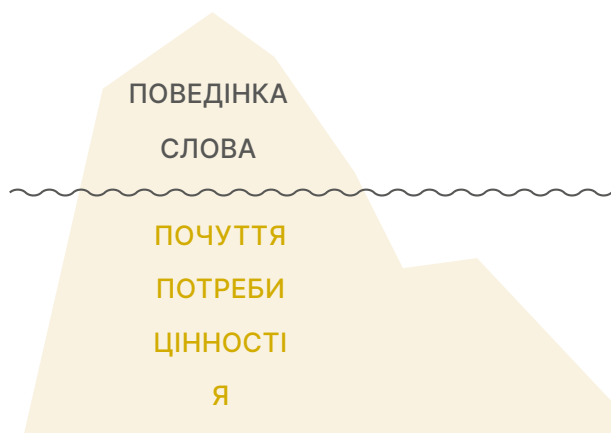 ПОВЕДІНКА
СЛОВА
ПОЧУТТЯ
ПОТРЕБИ
ЦІННОСТІ
Я